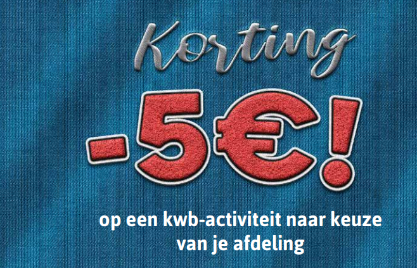 Korting
-5€!
op een kwb-activiteit naar keuze
van je afdeling